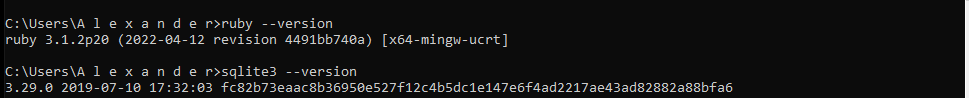 C:\Users\A l e x a n d e r>ruby --version
ruby 3.1.2p20 (2022-04-12 revision 4491bb740a) [x64-mingw-ucrt]
C:\Users\A l e x a n d e r>sqlite3 --version
3.29.0 2019-07-10 17:32:03 fc82b73eaac8b36950e527f12c4b5dc1e147e6f4ad2217ae43ad82882a88bfa6